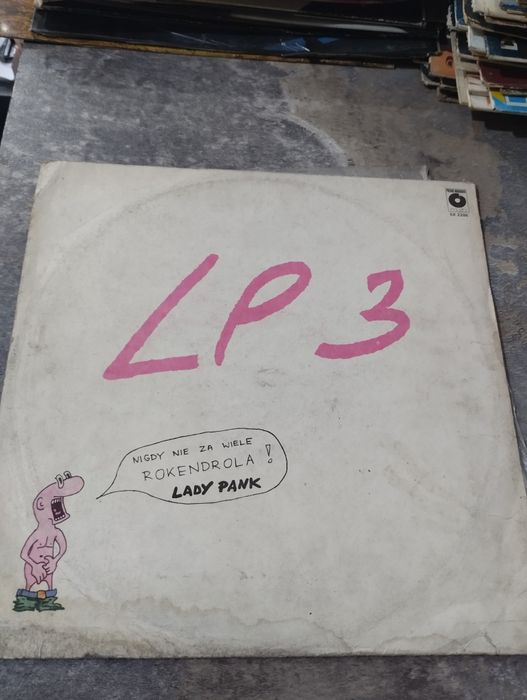 LP 3
NIGDY NIE ZA WIELE
ROKENDROLA !
LADY PANK